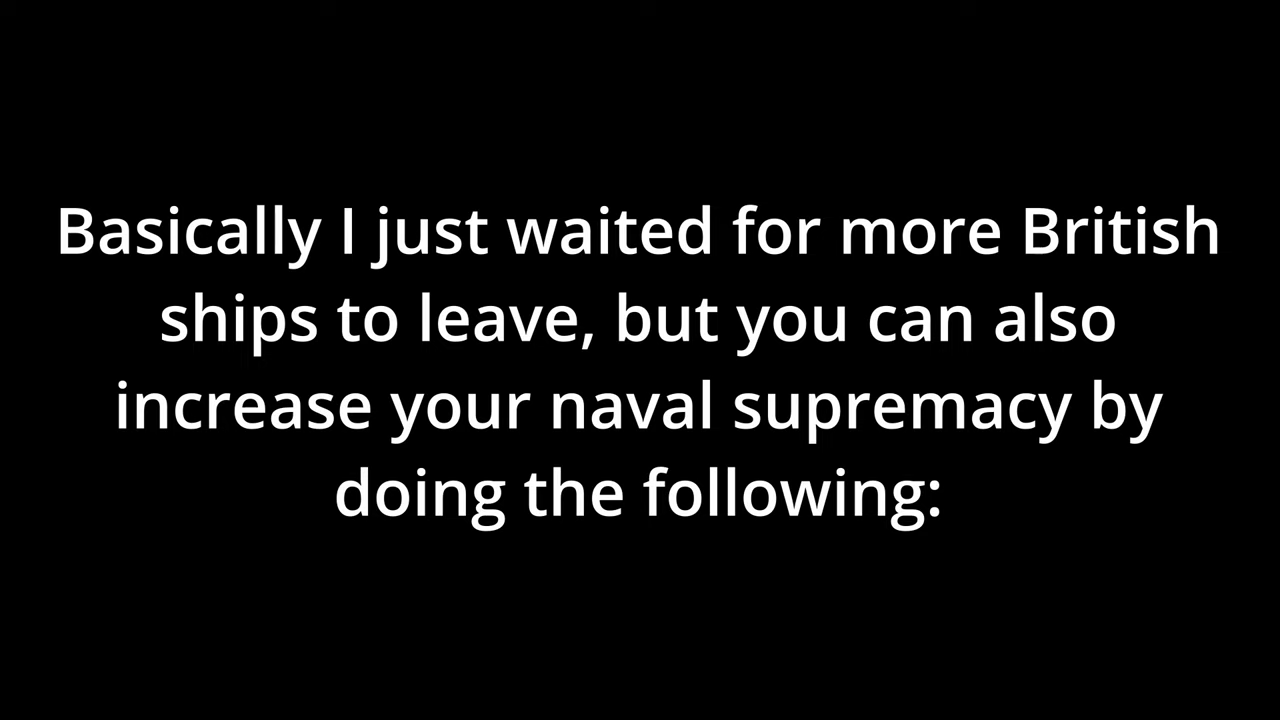 Basically I just waited for more British
ships to leave, but you can also
increase your naval supremacy by
doing the following: